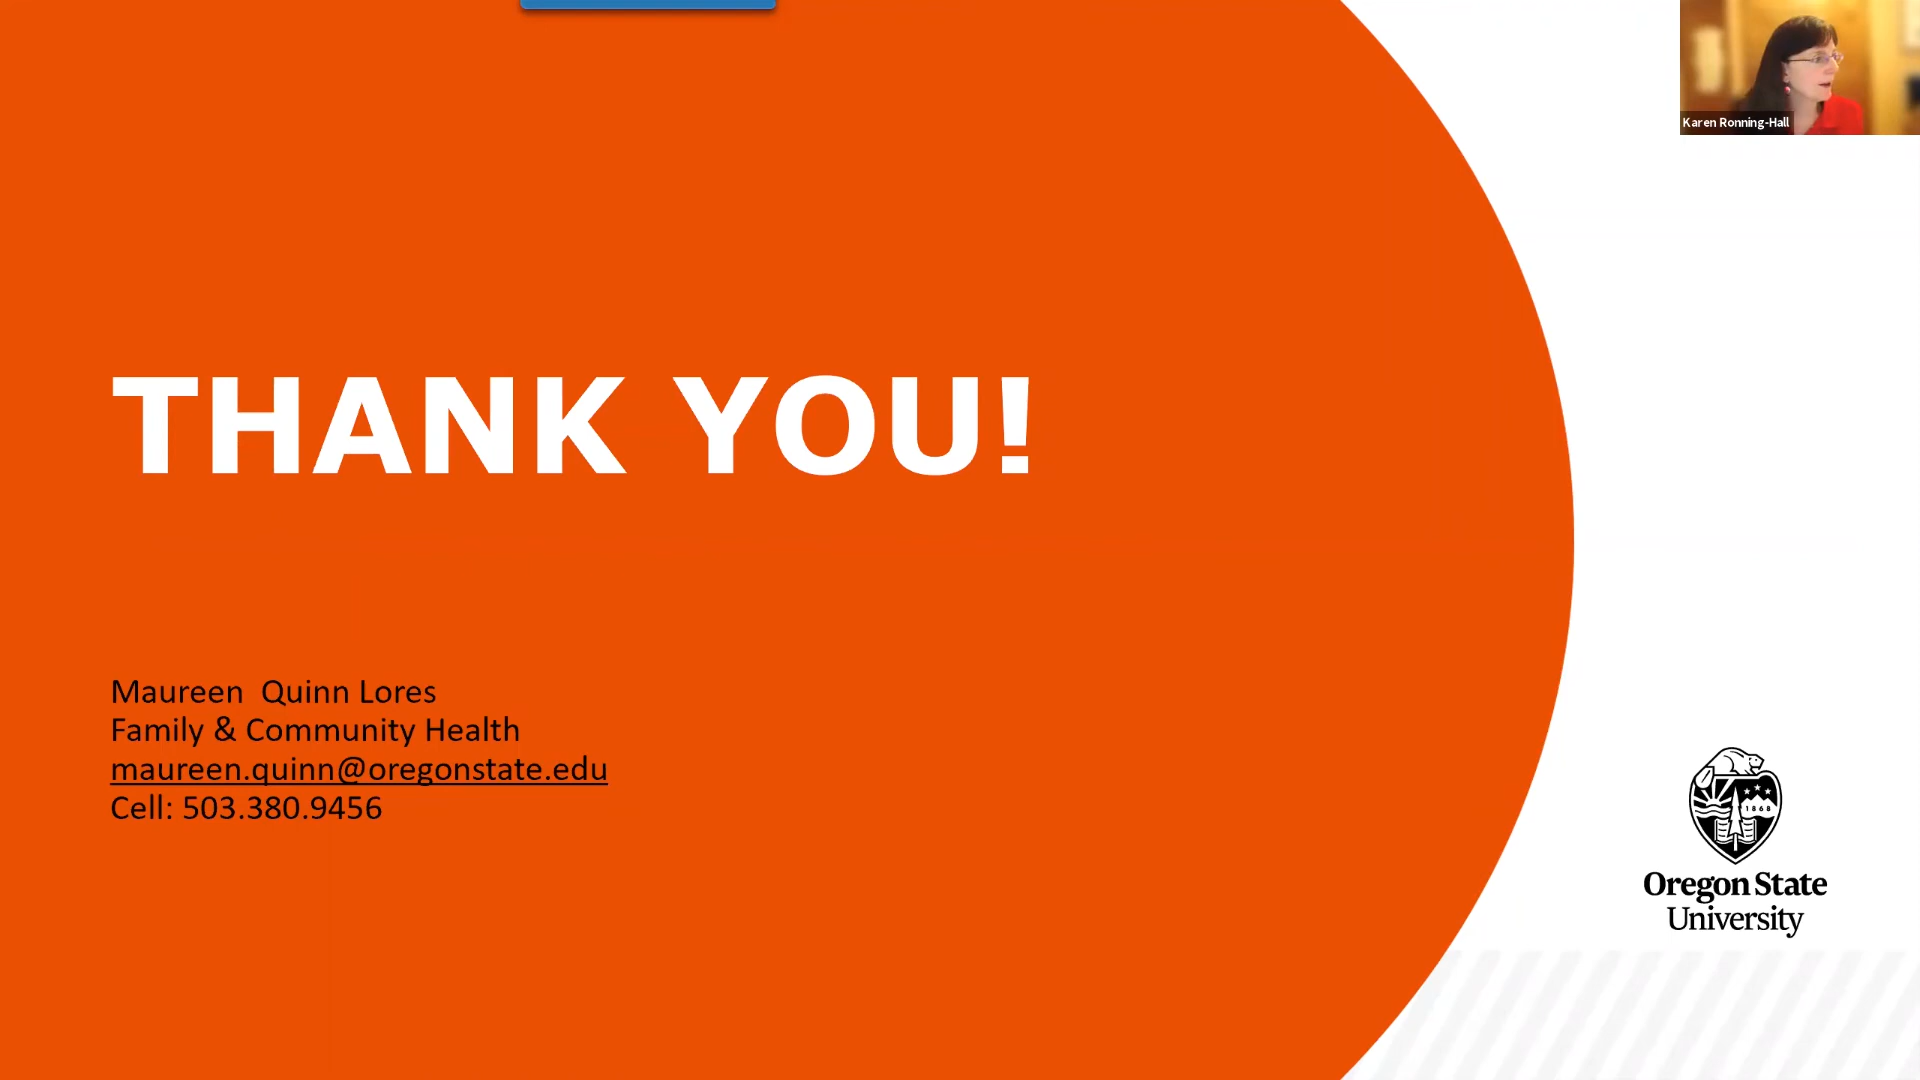 Karen Ronning-Hall
THANK YOU!
Maureen  Quinn Lores
Family & Community Health
maureen.quinn@oregonstate.edu
Cell: 503.380.9456
1868
Oregon State
University